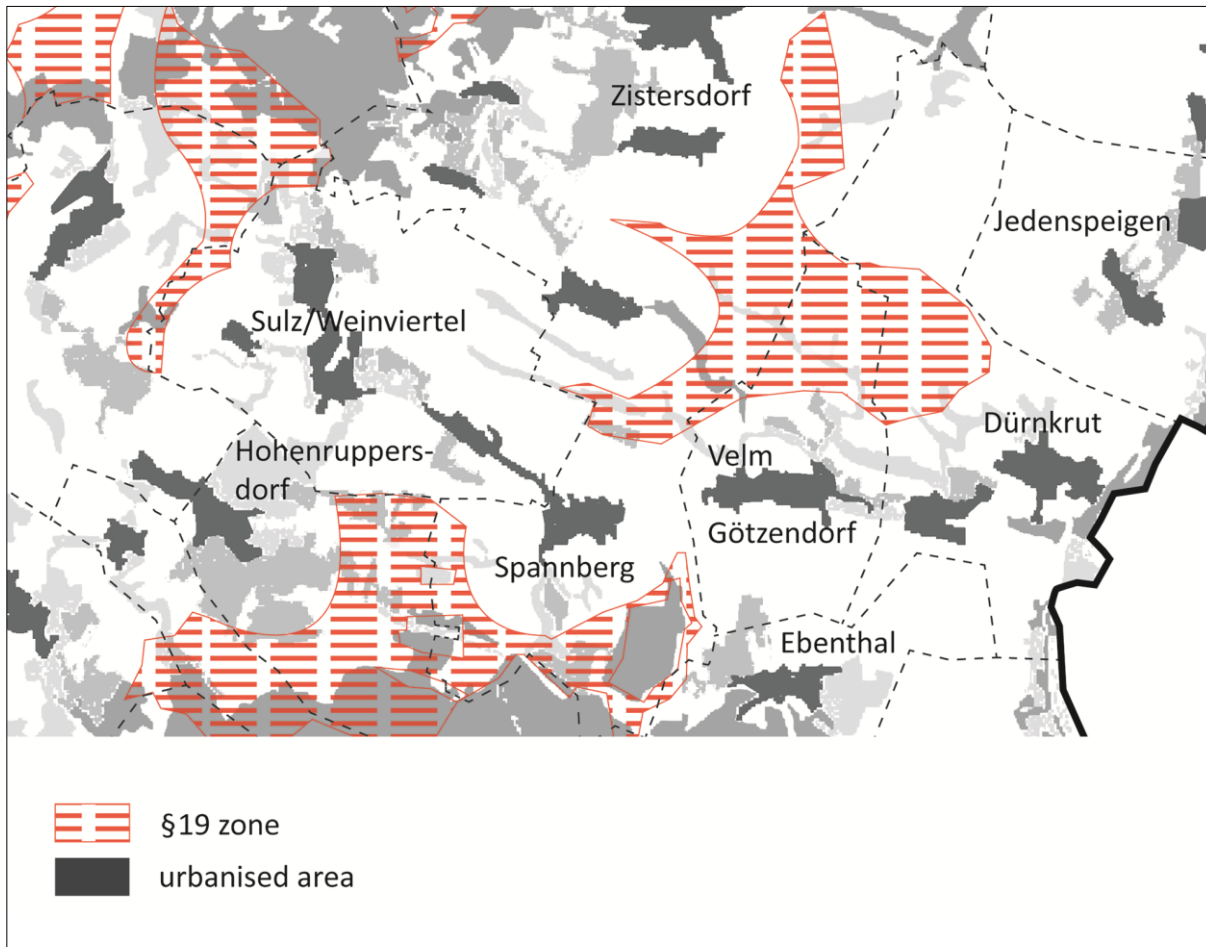 Zistersdorf
Jedenspeigen
Sulz/Weinviertel
Dürnkrut
Hohenruppers-
dorf
Velm
Götzendorf
Spannberg
Ebenthal
§19 zone
urbanised area